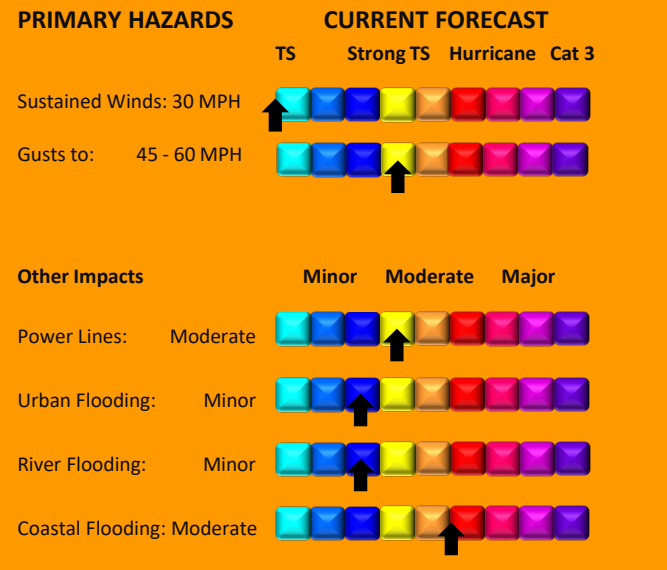 PRIMARY HAZARDS CURRENT FORECAST
TS Strong TS Hurricane Cat 3
Sustained Winds: 30 MPH
Gusts to: 45 - 60 MPH
Other Impacts Minor Moderate Major
Power Lines: Moderate
Urban Flooding: Minor
River Flooding: Minor
Coastal Flooding: Moderate